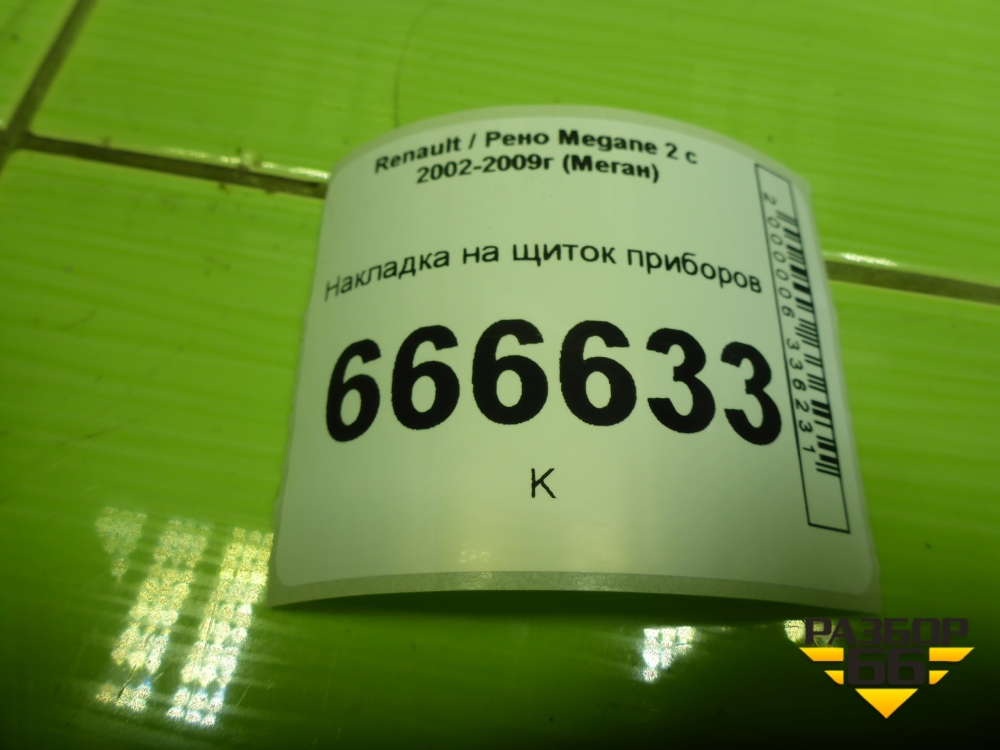 Renault / Рено Megane 2 с
2002-2009г (Меган)
Накладка на щиток приборов
666633
К
2000006336231
РАЗБОР
66